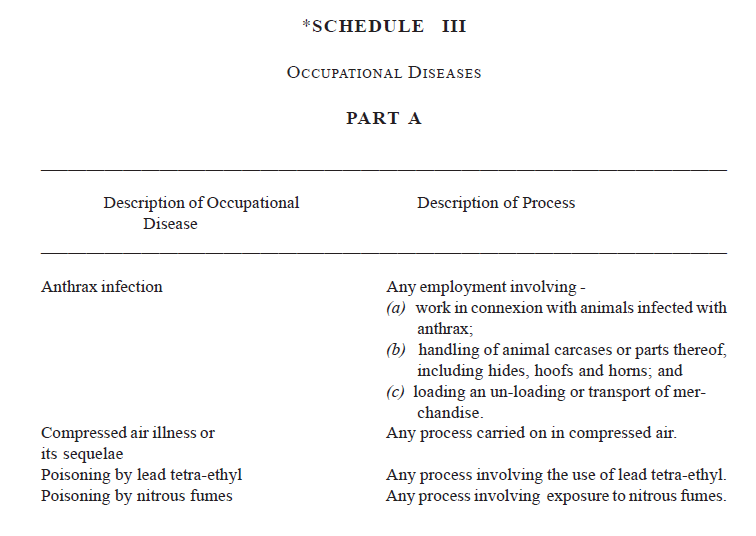 *SCHEDULE III
OCCUPATIONAL DISEASES
PART A
Description of Occupational Disease
Description of Process
Anthrax infection
Any employment involving -
(a) work in connexion with animals infected with
anthrax;
(b) handling of animal carcases or parts thereof,
including hides, hoofs and horns; and
(c) loading an un-loading or transport of mer-
chandise.
Compressed air illness or
its sequelae
Any process carried on in compressed air.
Poisoning by lead tetra-ethyl
Any process involving the use of lead tetra-ethyl.
Poisoning by nitrous fumes
Any process involving exposure to nitrous fumes.